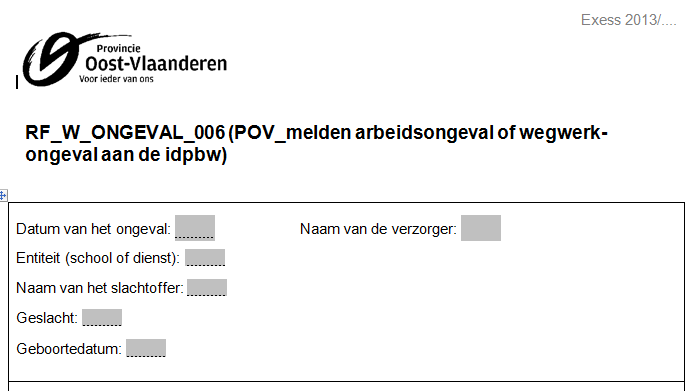 Exess 2013/....
Provincie
Oost-Vlaanderen
Voor ieder van ons
RF_W_ONGEVAL_006 (POV_melden arbeidsongeval of wegwerk-
ongeval aan de idpbw)
Datum van het ongeval: Naam van de verzorger:
Entiteit (school of dienst):
Naam van het slachtoffer:
Geslacht:
Geboortedatum: